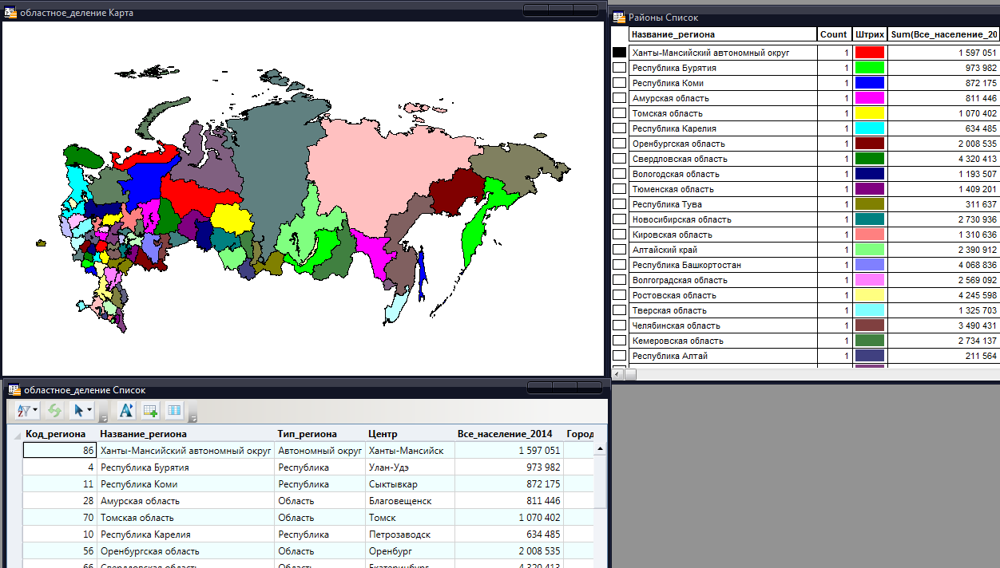 областное_деление Карта
Районы Список
Название_региона Count Штрих Sum(Все_население_20
Ханты-Мансийский автономный округ 1 1 597 051
Республика Бурятия 1 973 982
Республика Коми 1 872 175
Амурская область 1 811 446
Томская область 1 1 070 402
Республика Карелия 1 634 485
Оренбургская область 1 2 008 535
Свердловская область 1 4 320 413
Вологодская область 1 1 193 507
Тюменская область 1 1 409 201
Республика Тува 1 311 637
Новосибирская область 1 2 730 936
Кировская область 1 1 310 636
Алтайский край 1 2 399 912
Республика Башкортостан 1 4 068 836
Волгоградская область 1 2 569 092
Ростовская область 1 4 245 598
Тверская область 1 1 325 703
Челябинская область 1 3 490 431
Кемеровская область 1 2 734 137
Республика Алтай 1 211 564
областное_деление Список
Код_региона Название_региона Тип_региона Центр Все_население_2014 Город
86 Ханты-Мансийский автономный округ Автономный округ Ханты-Мансийск 1 597 051
4 Республика Бурятия Республика Улан-Удэ 973 982
11 Республика Коми Республика Сыктывкар 872 175
28 Амурская область Область Благовещенск 811 446
70 Томская область Область Томск 1 070 402
10 Республика Карелия Республика Петрозаводск 634 485
56 Оренбургская область Область Оренбург 2 008 535
66 Свердловская область Область Екатеринбург 4 320 413